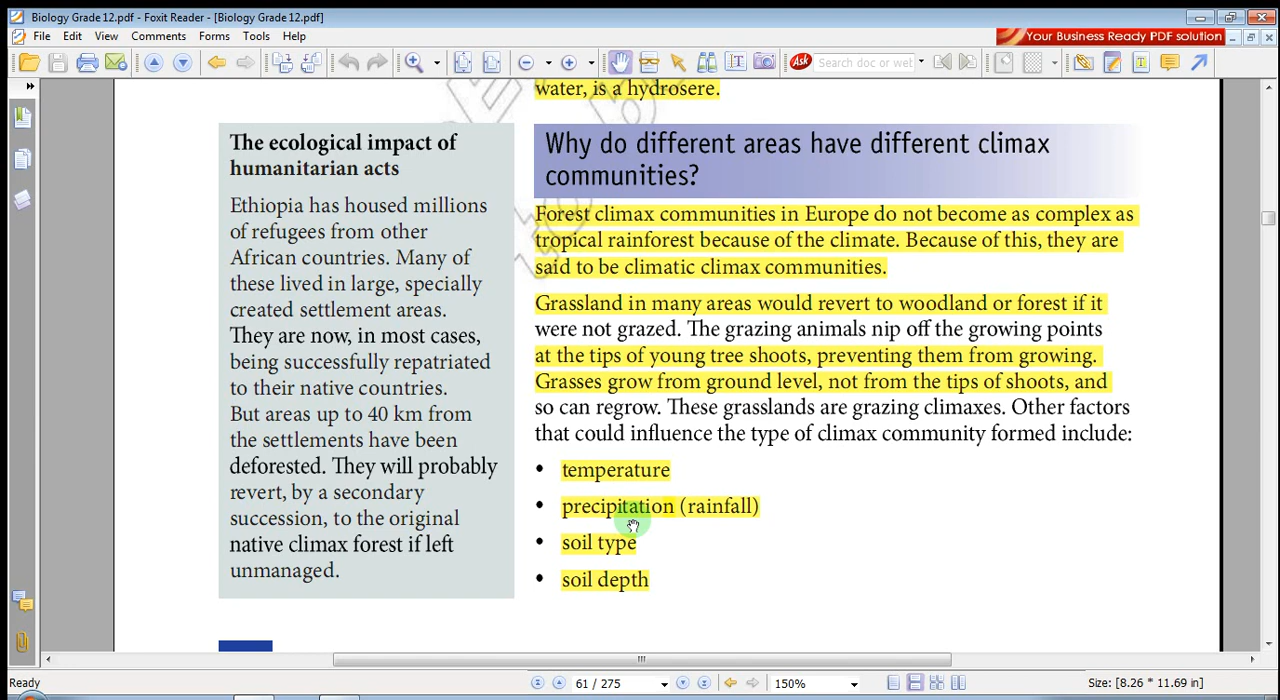 Biology Grade 12.pdf - Foxit Reader - [Biology Grade 12.pdf]
File Edit View Comments Forms Tools Help
Your Business Ready PDF solution
Ask Search doc or wel
water, is a hydrosere.
The ecological impact of
humanitarian acts
Ethiopia has housed millions
of refugees from other
African countries. Many of
these lived in large, specially
created settlement areas.
They are now, in most cases,
being successfully repatriated
to their native countries.
But areas up to 40 km from
the settlements have been
deforested. They will probably
revert, by a secondary
succession, to the original
native climax forest if left
unmanaged.
Why do different areas have different climax
communities?
Forest climax communities in Europe do not become as complex as
tropical rainforest because of the climate. Because of this, they are
said to be climatic climax communities.
Grassland in many areas would revert to woodland or forest if it
were not grazed. The grazing animals nip off the growing points
at the tips of young tree shoots, preventing them from growing.
Grasses grow from ground level, not from the tips of shoots, and
so can regrow. These grasslands are grazing climaxes. Other factors
that could influence the type of climax community formed include:
• temperature
• precipitation (rainfall)
• soil type
• soil depth
Ready 61 / 275 150% Size: [8.26 * 11.69 in]